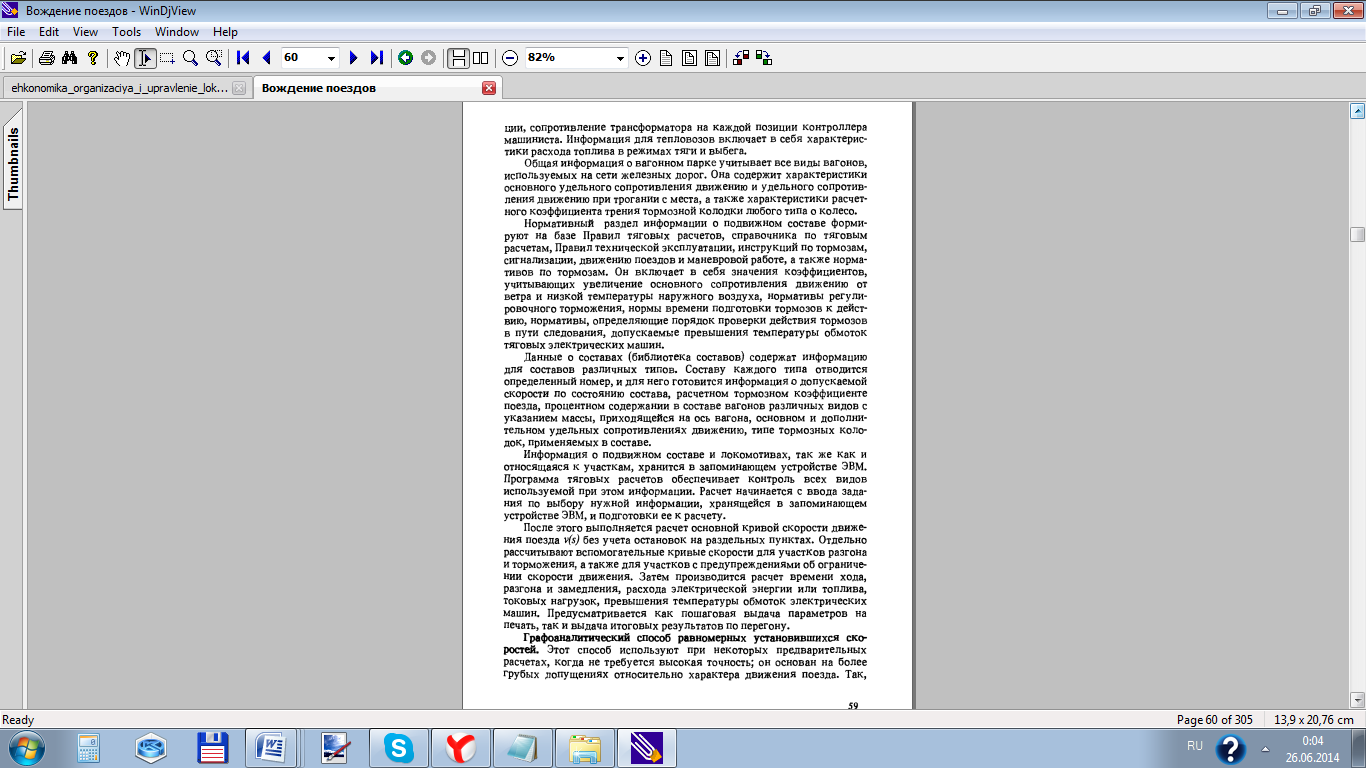 Вождение поездов - WinDjView
File Edit View Tools Window Help
60
82%
ehkonomika_organizaciya_i_upravlenie_lok...
Вождение поездов
Thumbnails
ции, сопротивление трансформатора на каждой позиции контроллера
машиниста. Информация для тепловозов включает в себя характерис-
тики расхода топлива в режимах тяги и выбега.
Общая информация о вагонном парке учитывает все виды вагонов,
используемых на сети железных дорог. Она содержит характеристики
основного удельного сопротивления движению и удельного сопротив-
ления движению при трогании с места, а также характеристики расчет-
ного коэффициента трения тормозной колодки любого типа о колесо.
Нормативный раздел информации о подвижном составе форми-
руют на базе Правил тяговых расчетов, справочника по тяговым
расчетам, Правил технической эксплуатации, инструкций по тормозам,
сигнализации, движению поездов и маневровой работе, а также норма-
тивов по тормозам. Он включает в себя значения коэффициентов,
учитывающих увеличение основного сопротивления движению от
ветра и низкой температуры наружного воздуха, нормативы регули-
ровочного торможения, нормы времени подготовки тормозов к дейст-
вию, нормативы, определяющие порядок проверки действия тормозов
в пути следования, допускаемые превышения температуры обмоток
тяговых электрических машин.
Данные о составах (библиотека составов) содержат информацию
для составов различных типов. Составу каждого типа отводится
определенный номер, и для него готовится информация о допускаемой
скорости по состоянию состава, расчетном тормозном коэффициенте
поезда, процентном содержании в составе вагонов различных видов с
указанием массы, приходящейся на ось вагона, основном и дополни-
тельном удельных сопротивлениях движению, типе тормозных коло-
док, применяемых в составе.
Информация о подвижном составе и локомотивах, так же как и
относящаяся к участкам, хранится в запоминающем устройстве ЭВМ.
Программа тяговых расчетов обеспечивает контроль всех видов
используемой при этом информации. Расчет начинается с ввода зада-
ния по выбору нужной информации, хранящейся в запоминающем
устройстве ЭВМ, и подготовки ее к расчету.
После этого выполняется расчет основной кривой скорости движе-
ния поезда v(s) без учета остановок на раздельных пунктах. Отдельно
рассчитывают вспомогательные кривые скорости для участков разгона
и торможения, а также для участков с предупреждениями об ограниче-
нии скорости движения. Затем производится расчет времени хода,
разгона и замедления, расхода электрической энергии или топлива,
токовых нагрузок, превышения температуры обмоток электрических
машин. Предусматривается как пошаговая выдача параметров на
печать, так и выдача итоговых результатов по перегону.
Графоаналитический способ равномерных установившихся ско-
ростей. Этот способ используют при некоторых предварительных
расчетах, когда не требуется высокая точность; он основан на более
грубых допущениях относительно характера движения поезда. Так,
59
Ready
Page 60 of 305
13,9 x 20,76 cm
RU
0:04
26.06.2014